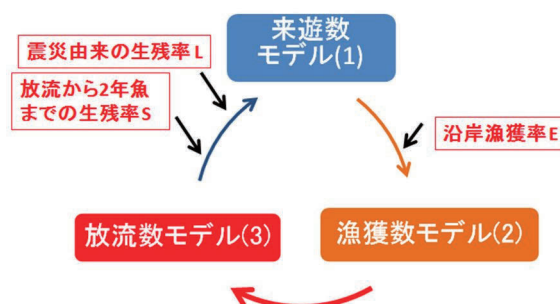 震災由来の生残率L
放流から2年魚
までの生残率S
来遊数
モデル(1)
沿岸漁獲率E
放流数モデル(3)
漁獲数モデル(2)